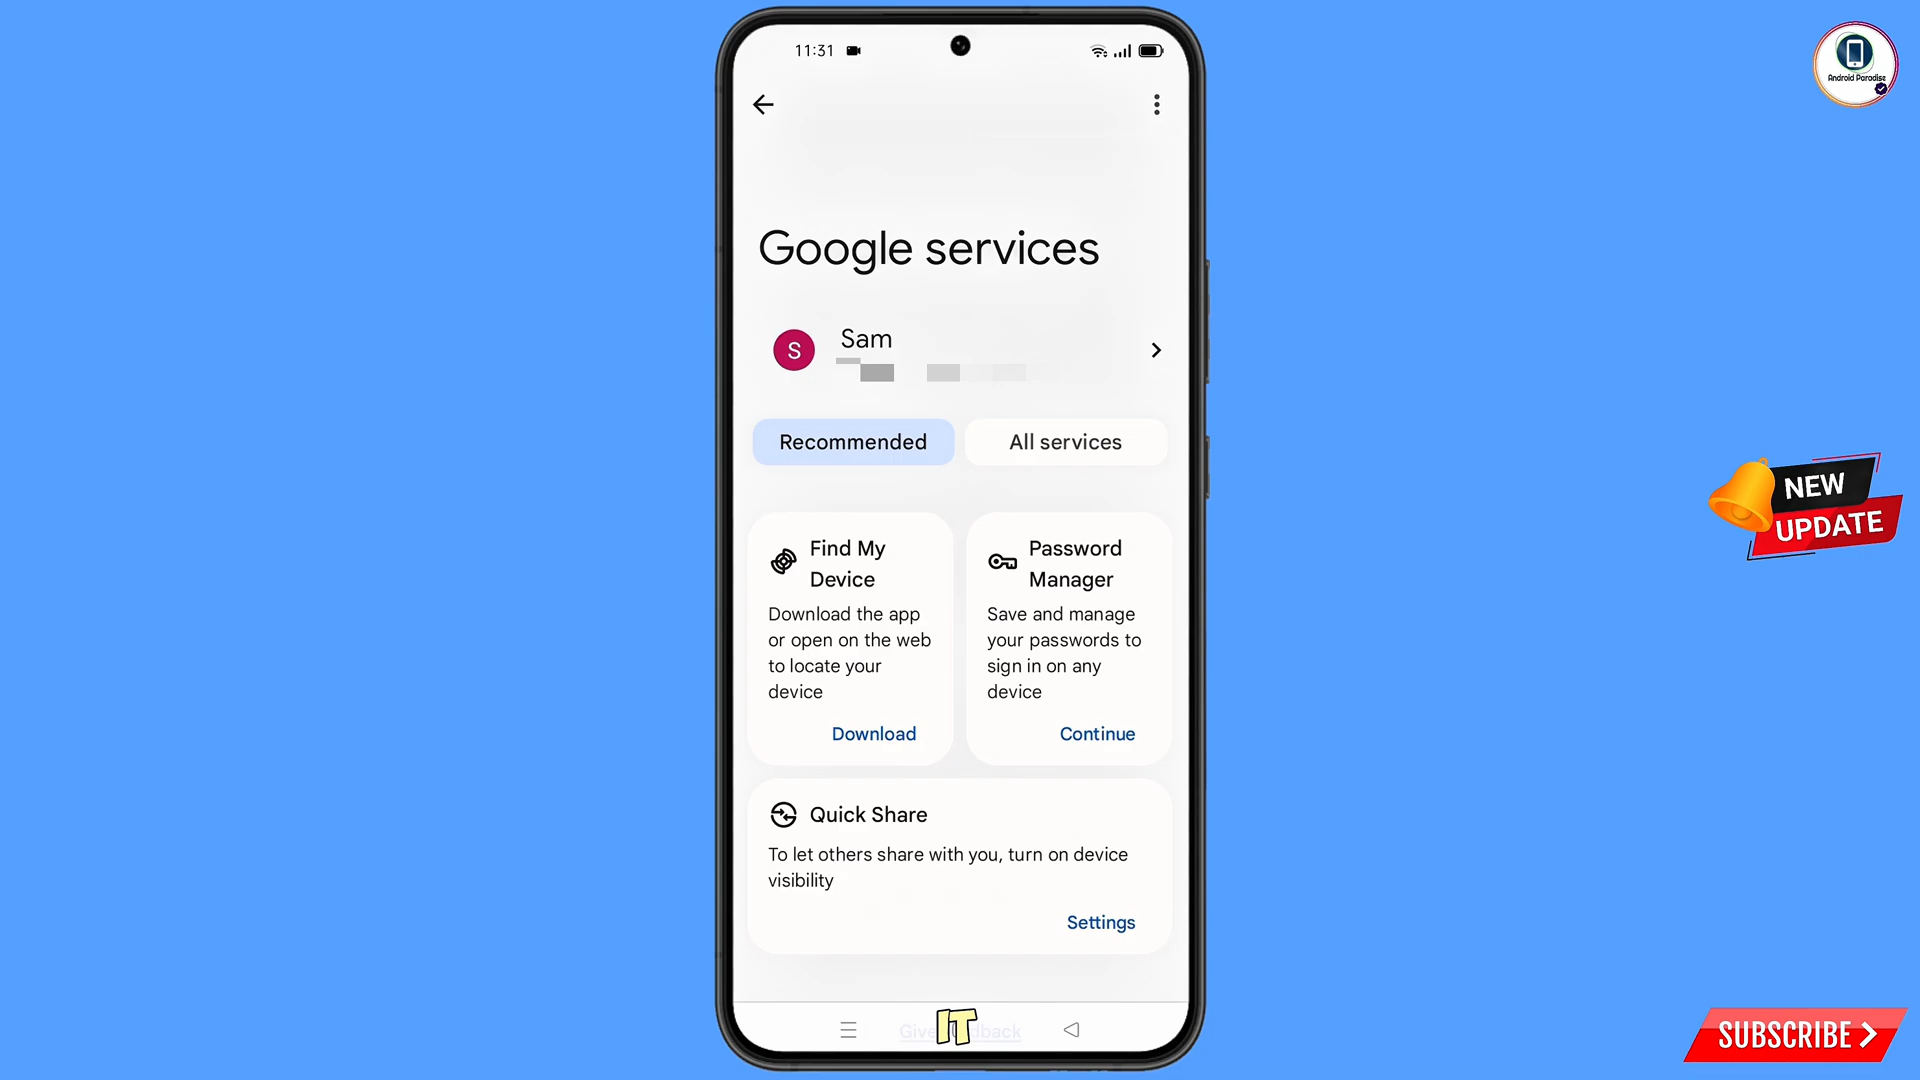 11:31
Android Paradise
Google services
S
Sam
Recommended
All services
Find My
Device
Download the app
or open on the web
to locate your
device
Download
Password
Manager
Save and manage
your passwords to
sign in on any
device
Continue
NEW
UPDATE
Quick Share
To let others share with you, turn on device
visibility
Settings
IT
SUBSCRIBE